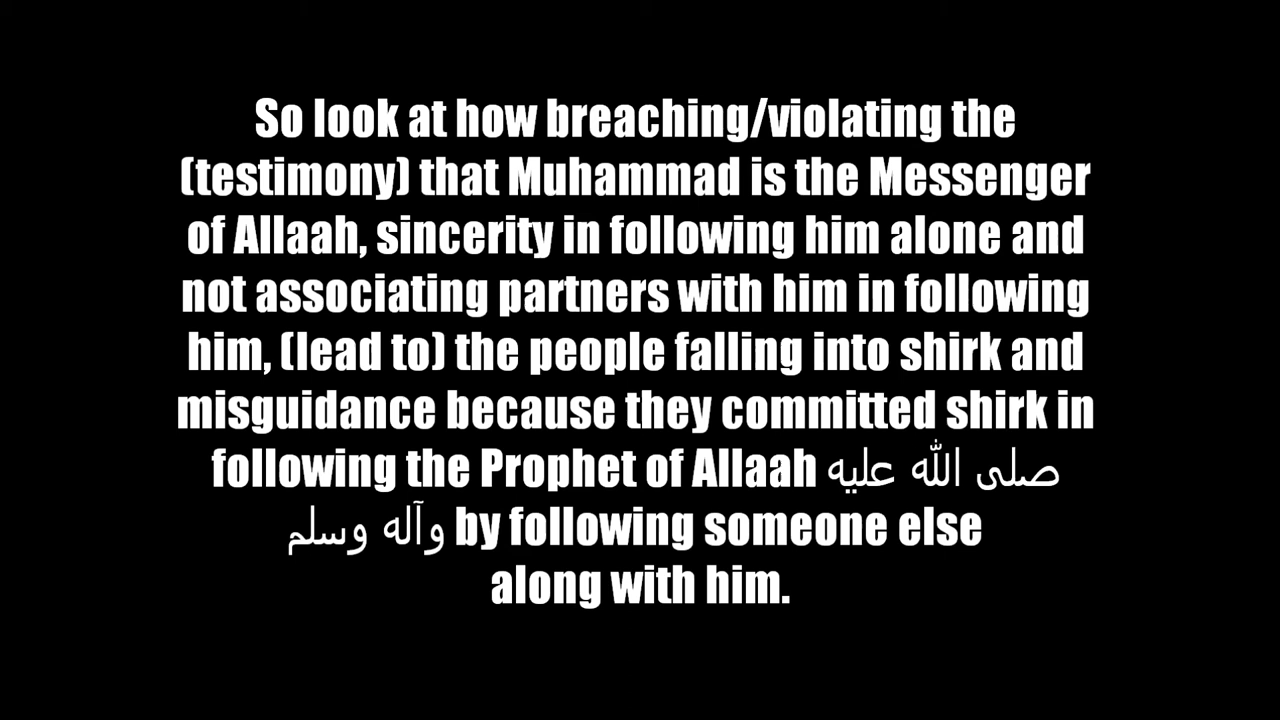 So look at how breaching/violating the
(testimony) that Muhammad is the Messenger
of Allaah, sincerity in following him alone and
not associating partners with him in following
him, (lead to) the people falling into shirk and
misguidance because they committed shirk in
following the Prophet of Allaah صلى الله عليه
وآله وسلم by following someone else
along with him.